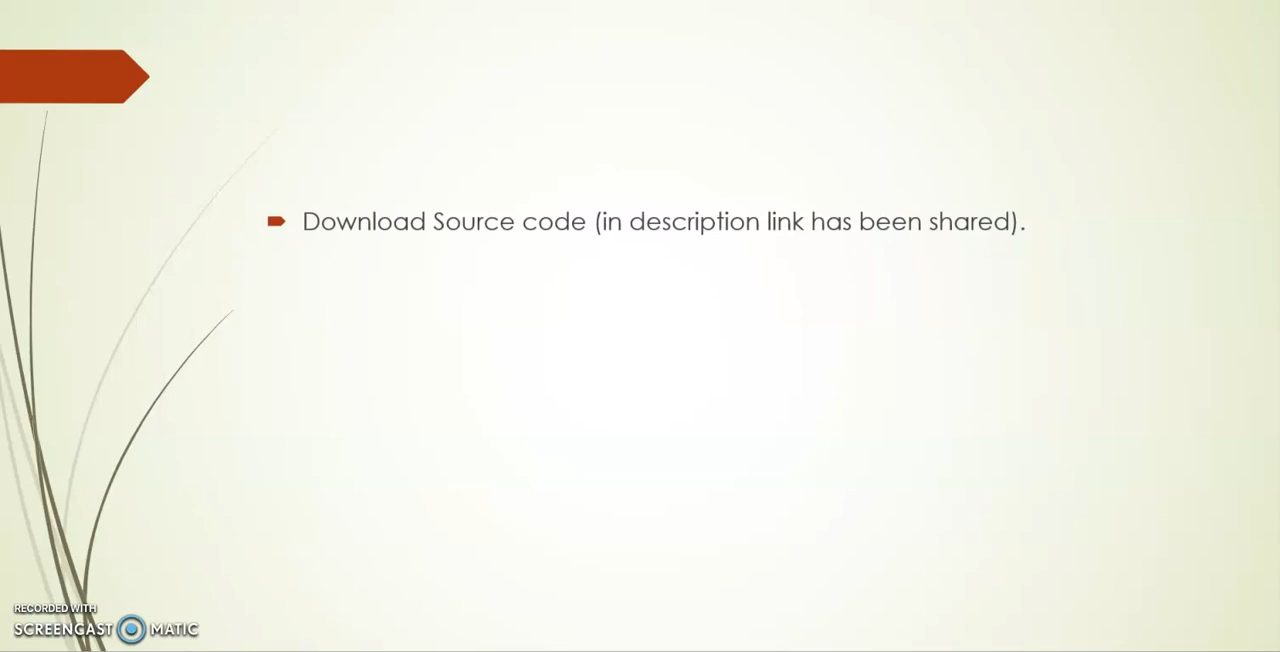 Download Source code (in description link has been shared).
RECORDED WITH
SCREENCAST MATIC